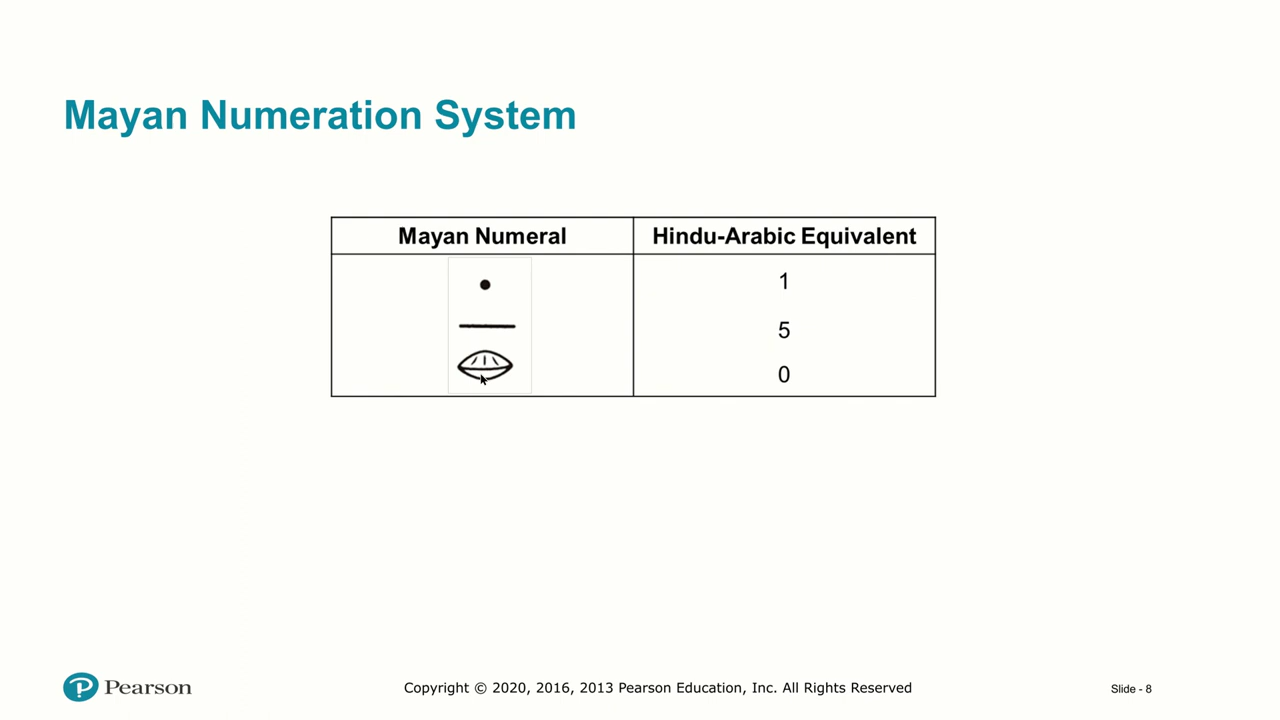 Mayan Numeration System
Mayan Numeral Hindu-Arabic Equivalent
1
5
0
Pearson Copyright © 2020, 2016, 2013 Pearson Education, Inc. All Rights Reserved Slide - 8